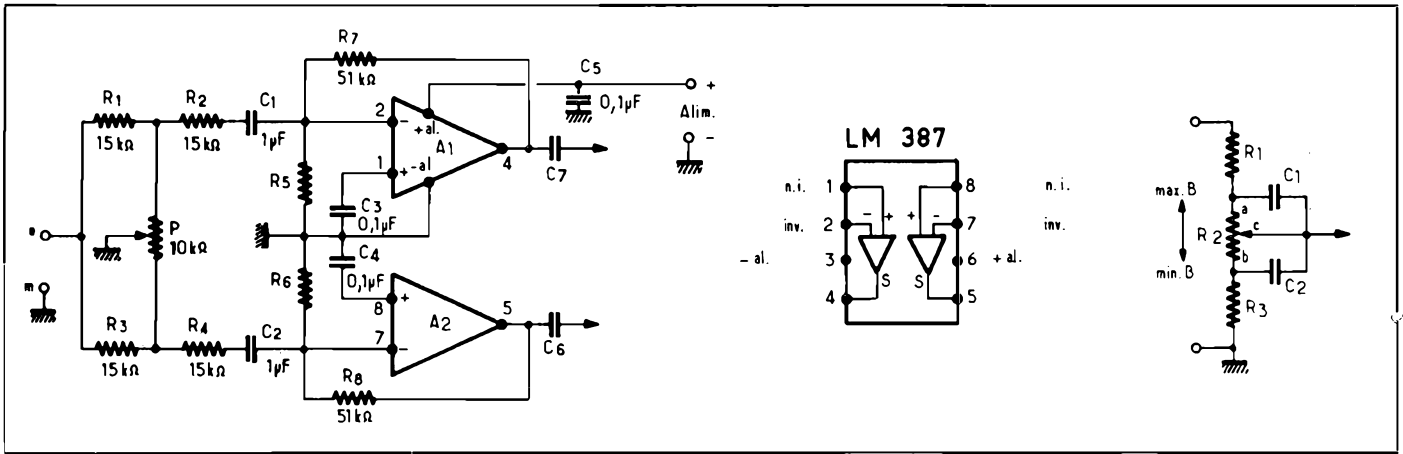 R7
51 kΩ
C5
0,1µF
+
Alim.
-
R1
15 kΩ
R2
15 kΩ
C1
1µF
2
-
+al.
A1
4
C7
1
+
-al
R5
C3
0,1µF
e
m
P
10 kΩ
C4
0,1µF
R6
8
+
A2
5
C6
7
-
R3
15 kΩ
R4
15 kΩ
C2
1µF
R8
51 kΩ
LM 387
n.i. 1 8 n.i.
- + + -
inv. 2 7 inv.
- al. 3 6 + al.
S S
4 5
R1
max. B
C1
a
R2
c
b
min. B
C2
R3